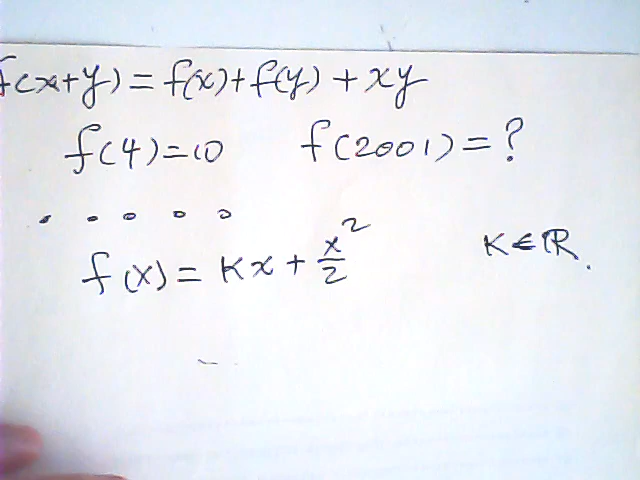 f(x+y) = f(x)+f(y)+xy
f(4)=10 f(2001)=?
. . . . .
f(x) = Kx + x²/2 K∈ℝ.